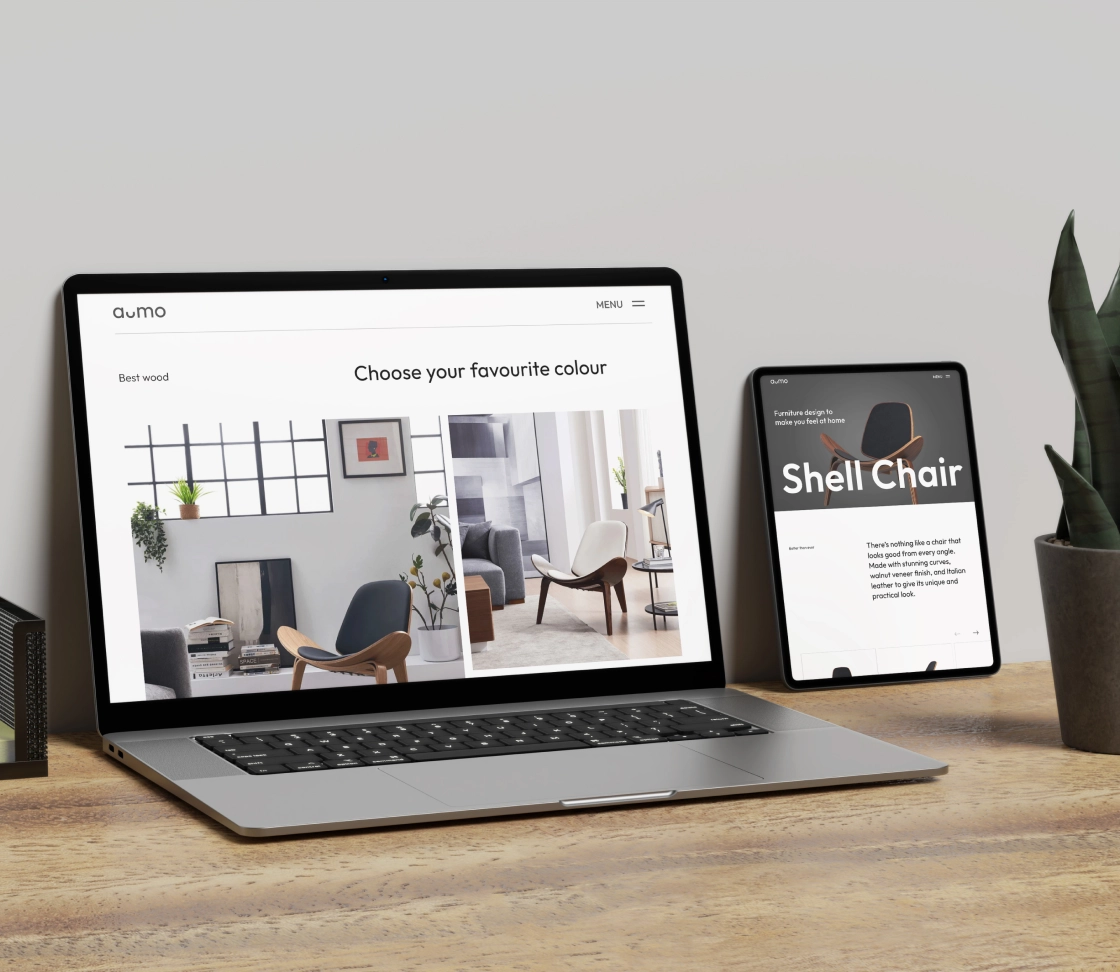 aumo
MENU
Best wood
Choose your favourite colour
SPACE
aumo
MENU
Furniture design to
make you feel at home
Shell Chair
Better than ever
There's nothing like a chair that
looks good from every angle.
Made with stunning curves,
walnut veneer finish, and Italian
leather to give its unique and
practical look.